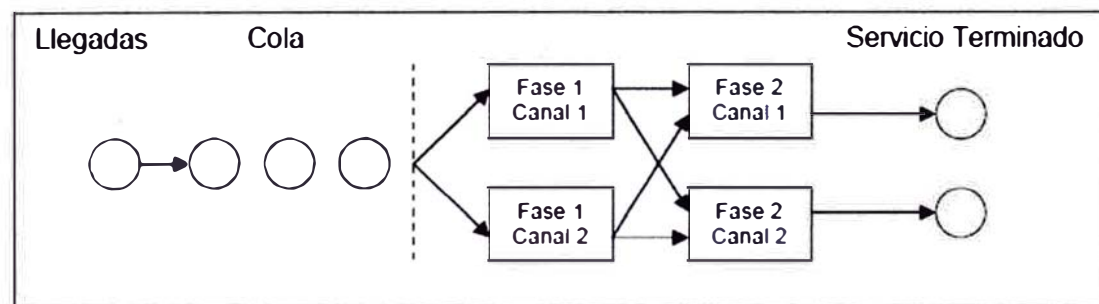 Llegadas
Cola
Servicio Terminado
Fase 1
Canal 1
Fase 2
Canal 1
Fase 1
Canal 2
Fase 2
Canal 2